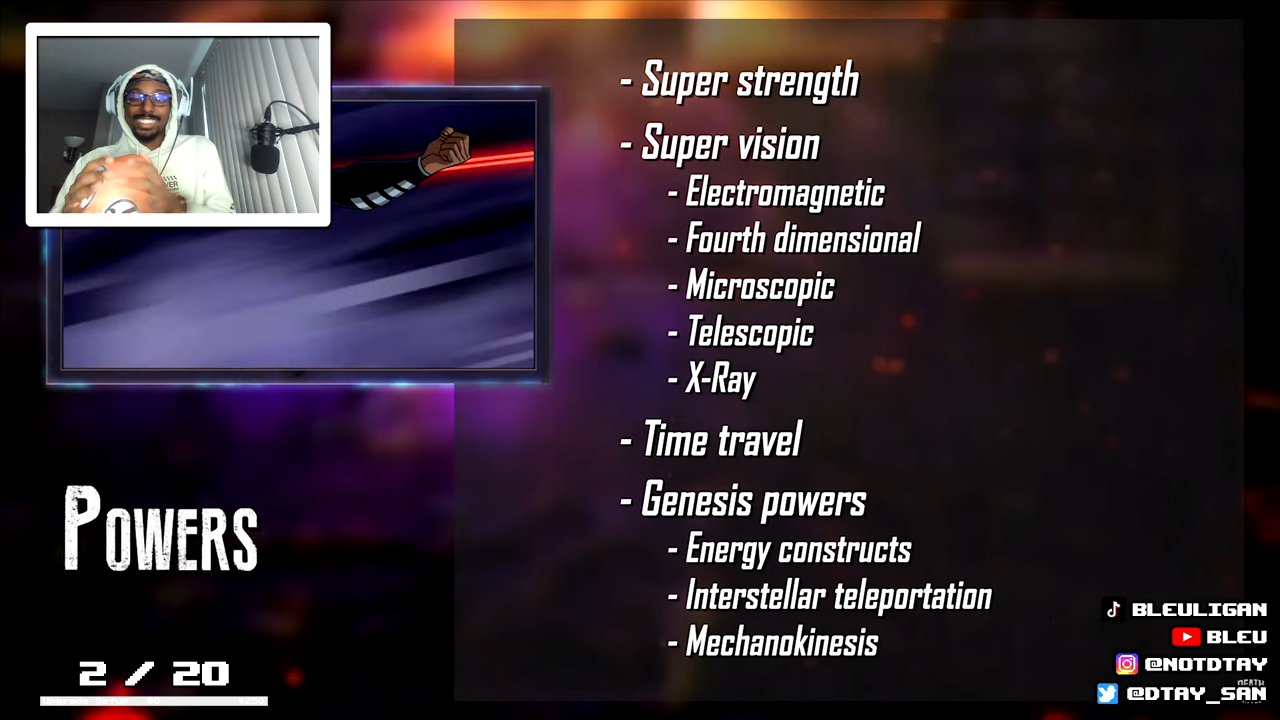 - Super strength
- Super vision
- Electromagnetic
- Fourth dimensional
- Microscopic
- Telescopic
- X-Ray
- Time travel
- Genesis powers
- Energy constructs
- Interstellar teleportation
- Mechanokinesis
POWERS
2 / 20
BLEULIGAN
BLEU
@NOTDTAY
DEATH
@DTAY_SAN